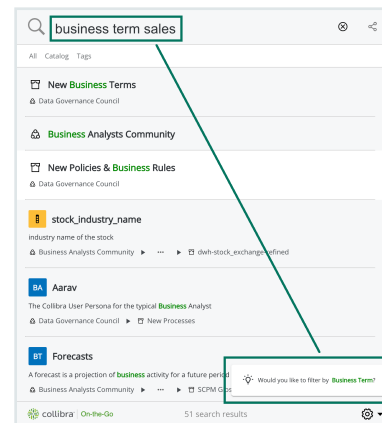 business term sales
All Catalog Tags
New Business Terms
Data Governance Council
Business Analysts Community
New Policies & Business Rules
Data Governance Council
stock_industry_name
industry name of the stock
Business Analysts Community ▶ ••• ▶ dwh-stock_exchange-refined
BA Aarav
The Collibra User Persona for the typical Business Analyst
Data Governance Council ▶ New Processes
BT Forecasts
A forecast is a projection of business activity for a future period
Business Analysts Community ▶ ••• ▶ SCPM
Would you like to filter by Business Term?
collibra On-the-Go 51 search results